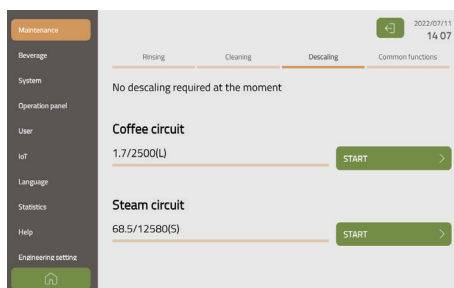 Maintenance
Beverage
System
Operation panel
User
IoT
Language
Statistics
Help
Engineering setting
2022/07/11
14 07
Rinsing
Cleaning
Descaling
Common functions
No descaling required at the moment
Coffee circuit
1.7/2500(L)
START
Steam circuit
68.5/12580(S)
START